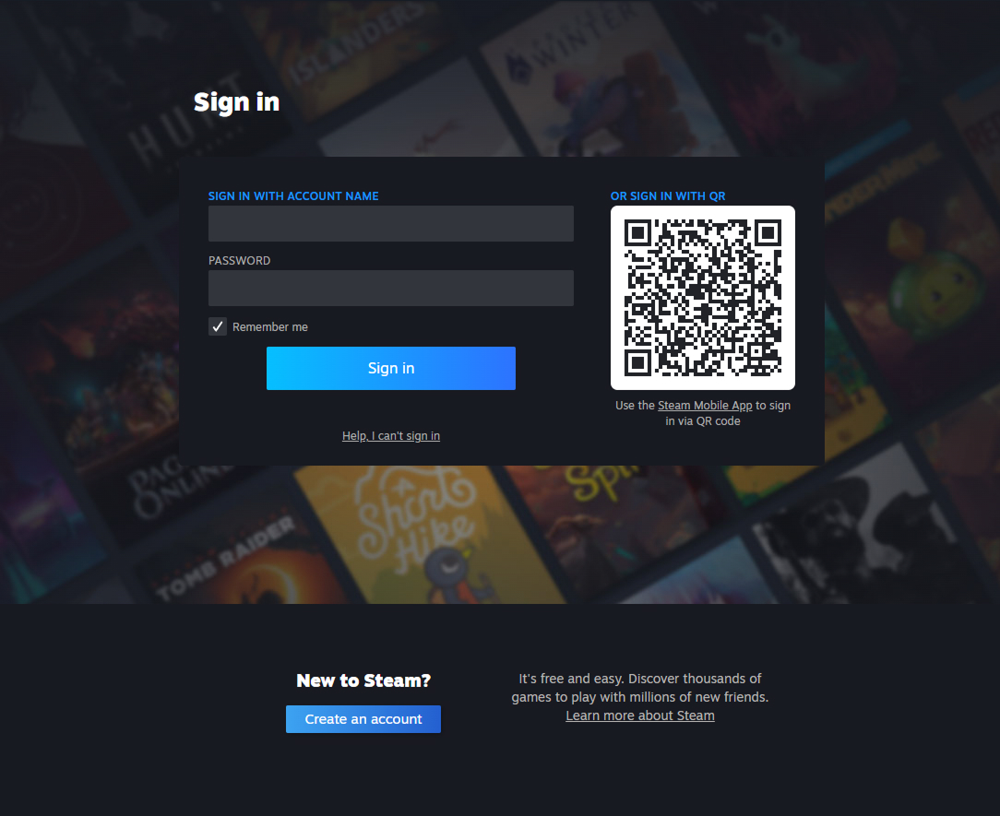 HUNT
ISLANDERS
WINTER
Sign in
SIGN IN WITH ACCOUNT NAME
OR SIGN IN WITH QR
PASSWORD
Remember me
Sign in
Use the Steam Mobile App to sign
in via QR code
Help, I can't sign in
ONLINE
TOMB RAIDER
A Short
Hike
New to Steam?
Create an account
It's free and easy. Discover thousands of
games to play with millions of new friends.
Learn more about Steam